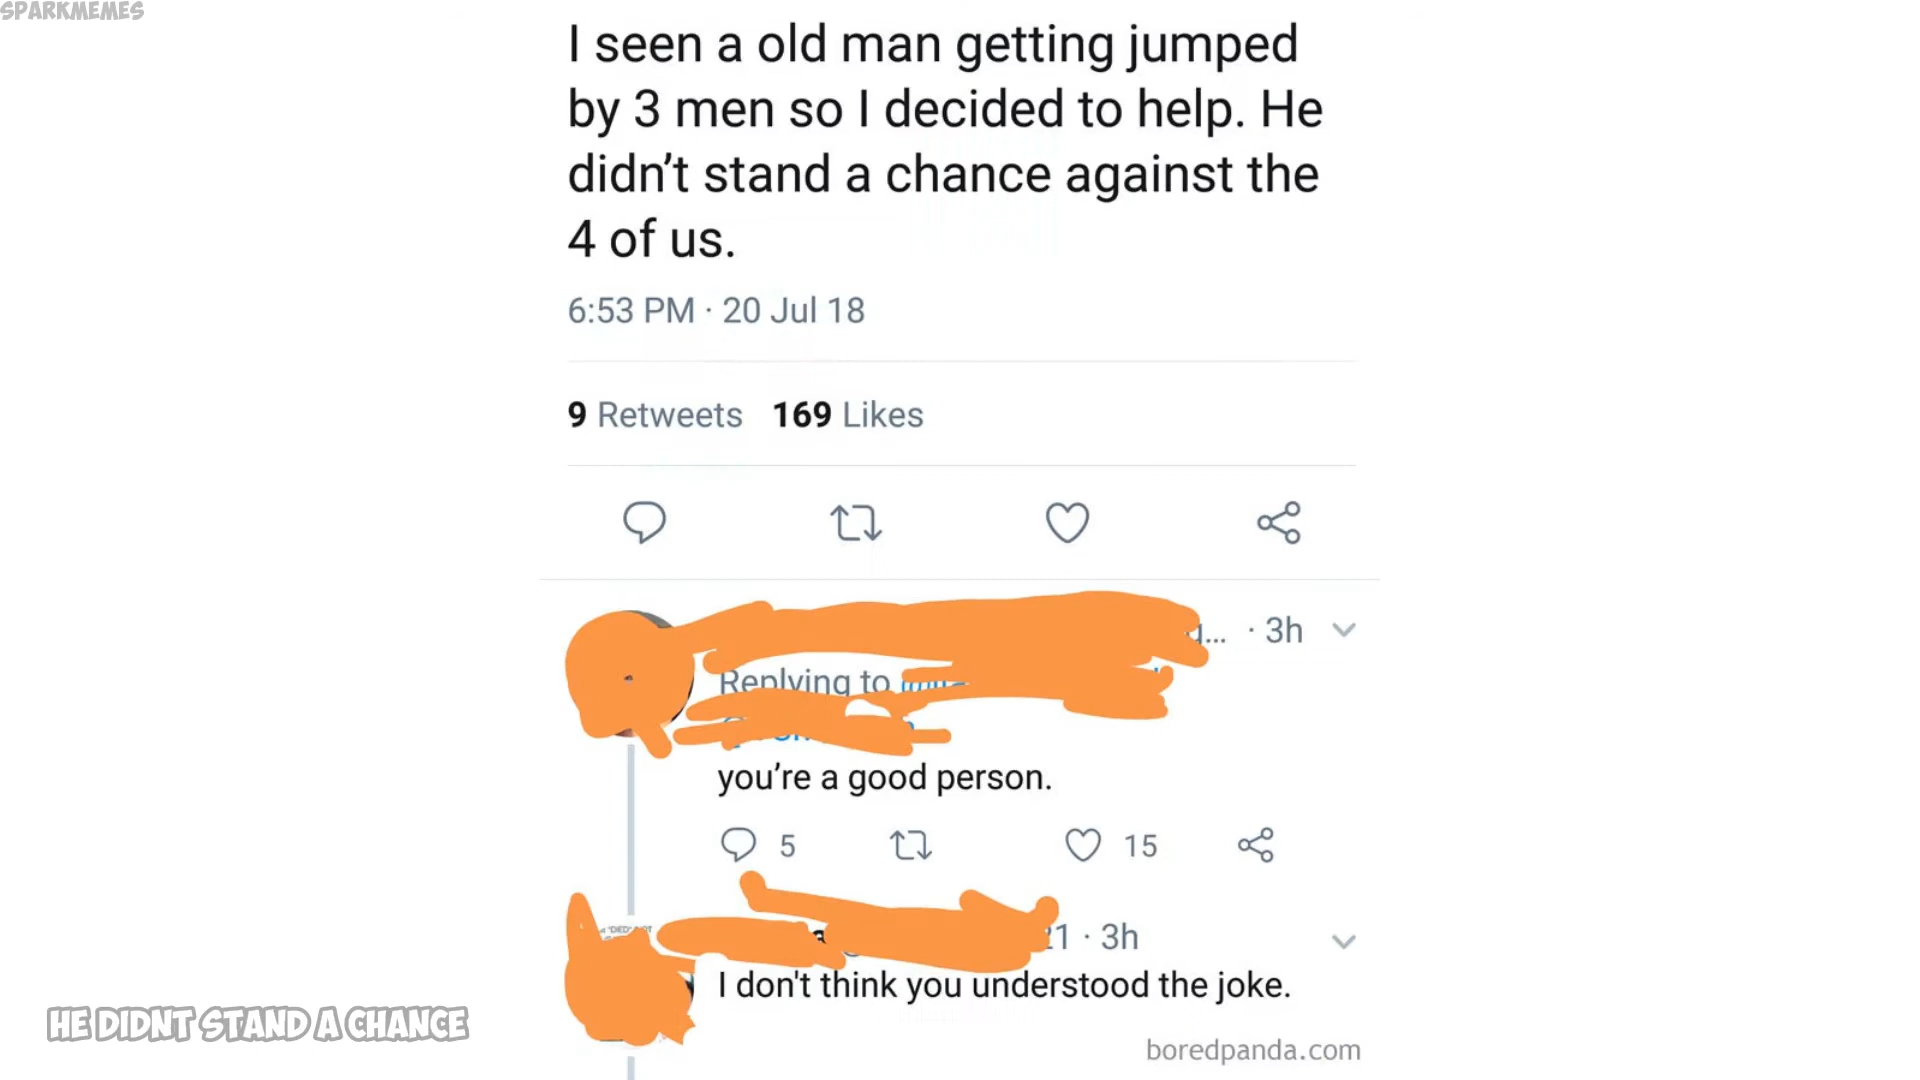 SPARKMEMES
I seen a old man getting jumped
by 3 men so I decided to help. He
didn’t stand a chance against the
4 of us.
6:53 PM · 20 Jul 18
9 Retweets 169 Likes
... · 3h
Replying to
you’re a good person.
5 15
21 · 3h
I don't think you understood the joke.
HE DIDNT STAND A CHANCE
boredpanda.com